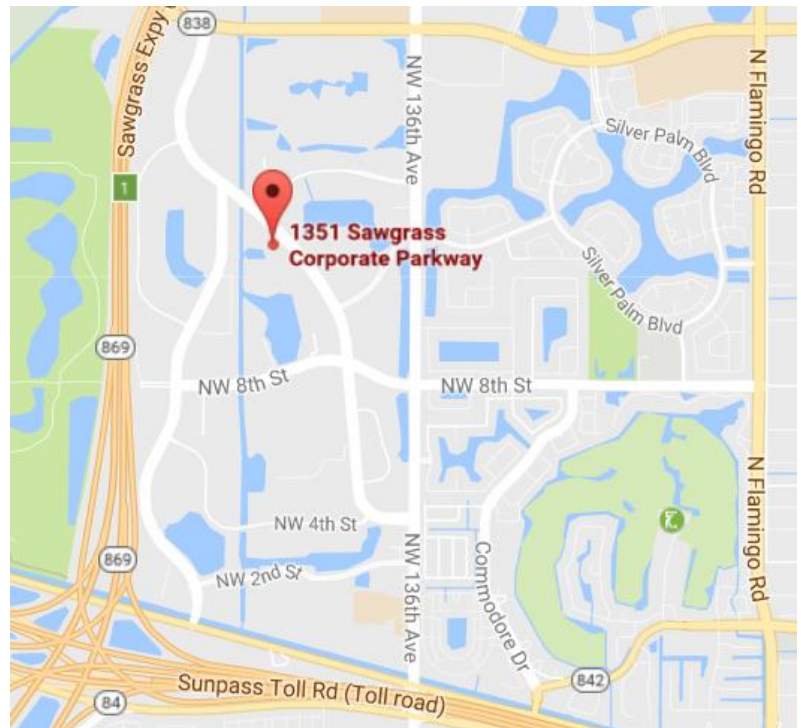 838
Sawgrass Expy
NW 136th Ave
N Flamingo Rd
Silver Palm Blvd
1
1351 Sawgrass
Corporate Parkway
Silver Palm Blvd
869
NW 8th St
NW 8th St
NW 4th St
869
NW 2nd St
NW 136th Ave
Commodore Dr
N Flamingo Rd
842
Sunpass Toll Rd (Toll road)
84